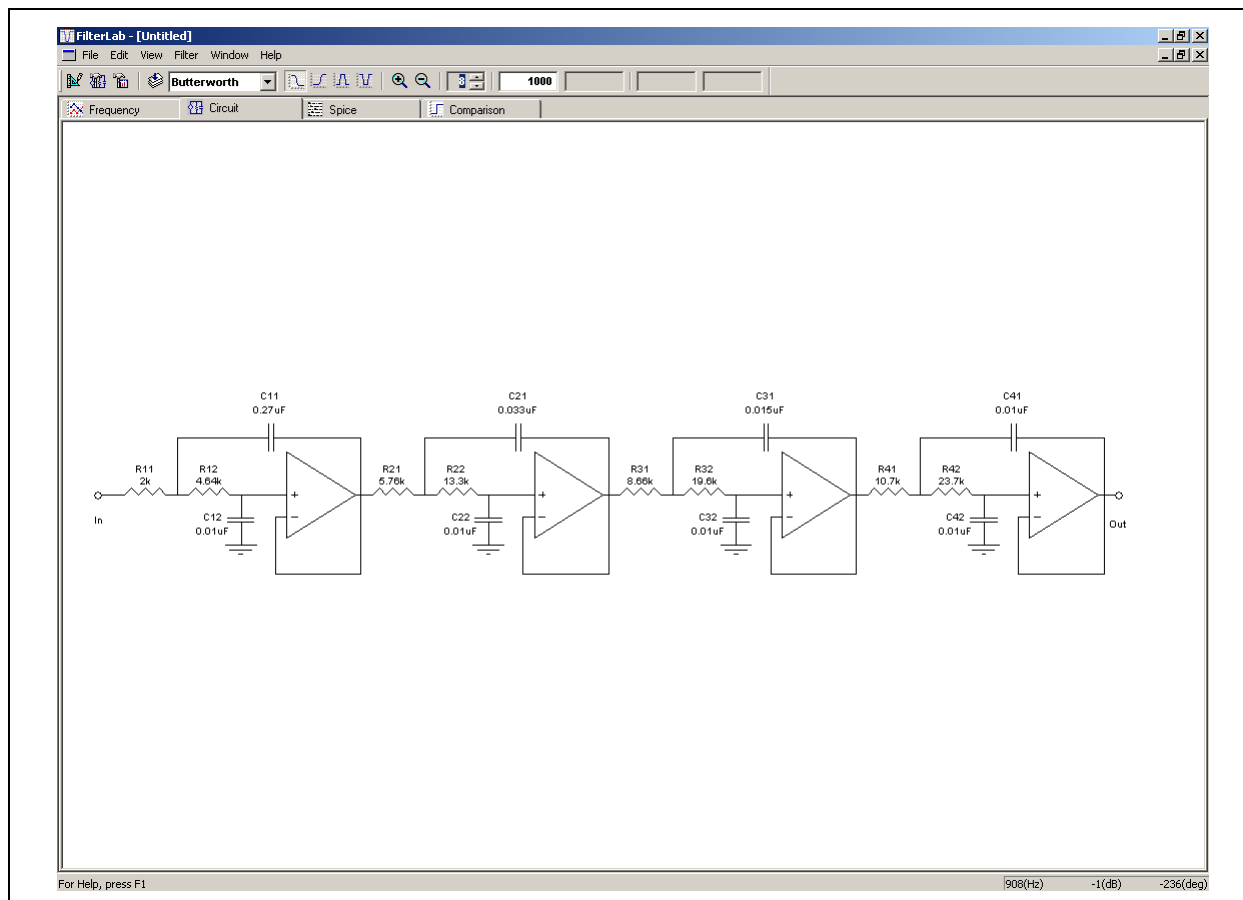 FilterLab - [Untitled]
File Edit View Filter Window Help
Butterworth 8 1000
Frequency Circuit Spice Comparison
C11
0.27uF
C21
0.033uF
C31
0.015uF
C41
0.01uF
R11
2k
R12
4.64k
R21
5.76k
R22
13.3k
R31
8.66k
R32
19.6k
R41
10.7k
R42
23.7k
In
C12
0.01uF
C22
0.01uF
C32
0.01uF
C42
0.01uF
Out
For Help, press F1
908(Hz) -1(dB) -236(deg)